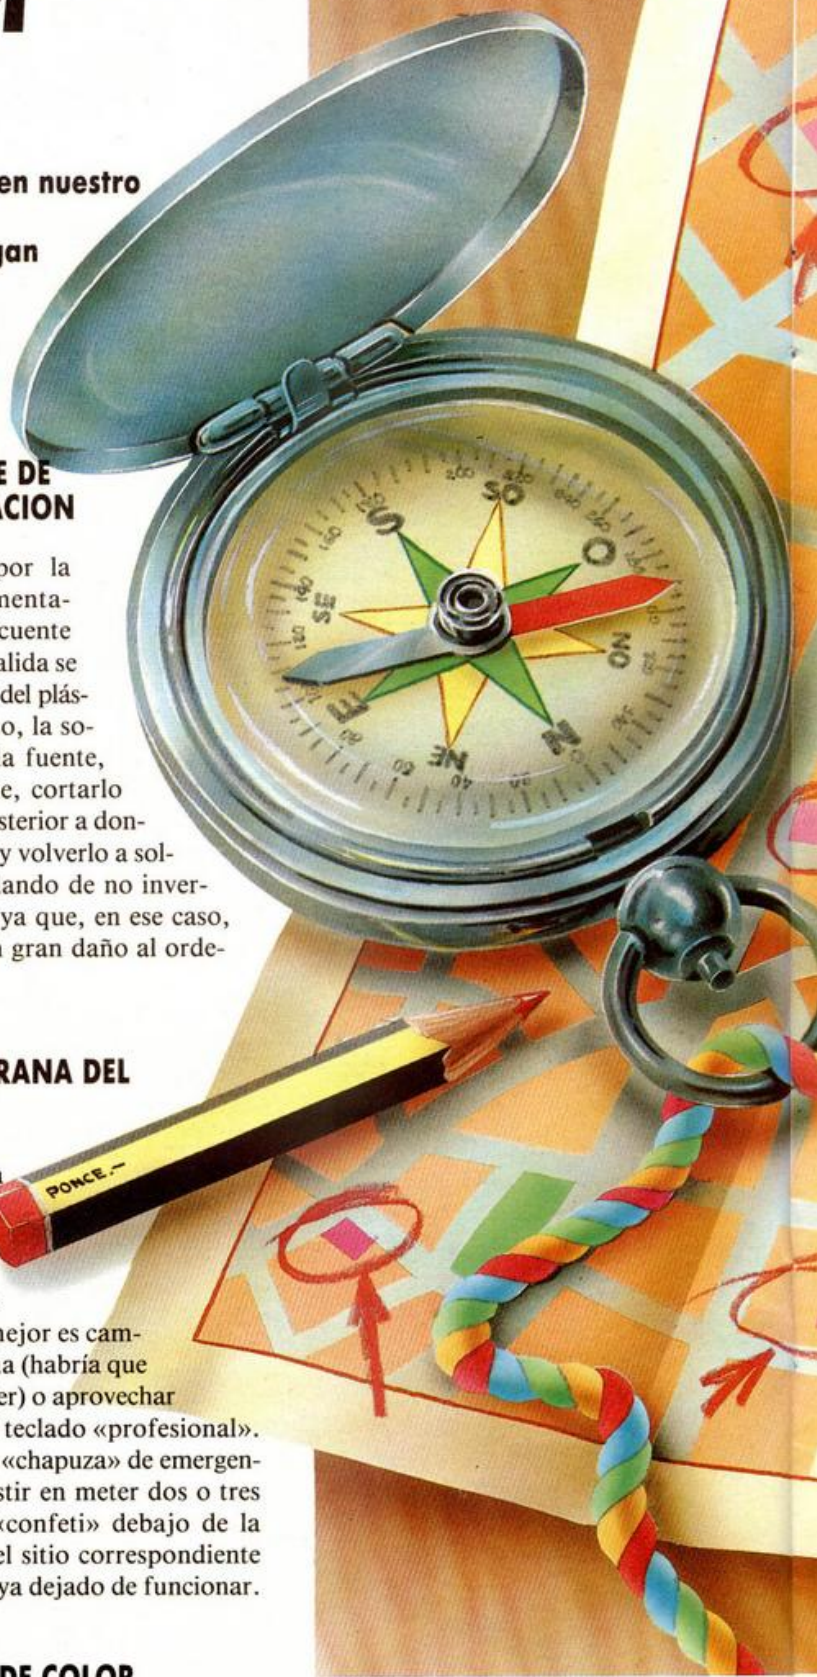 en nuestro
gan
E DE
ACION
por la
menta-
cuente
alida se
del plás-
o, la so-
a fuente,
e, cortarlo
sterior a don-
y volverlo a sol-
dando de no inver-
ya que, en ese caso,
n gran daño al orde-
RANA DEL
mejor es cam-
na (habría que
er) o aprovechar
teclado «profesional».
«chapuza» de emergen-
stir en meter dos o tres
«confeti» debajo de la
el sitio correspondiente
ya dejado de funcionar.
DE COLOR
S
SO
O
NO
N
NE
E
SE
PONCE.-